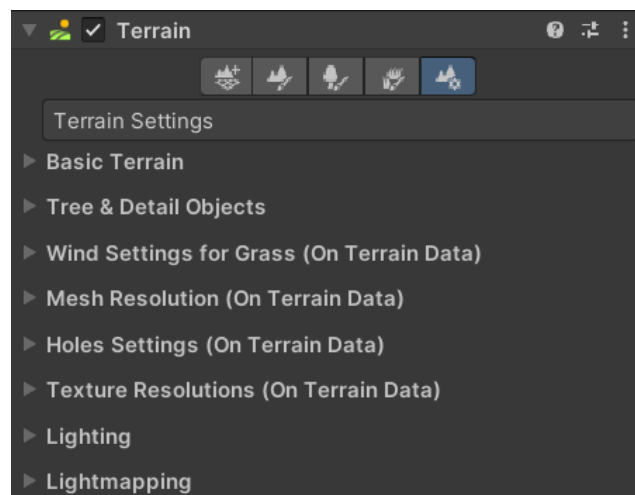 Terrain
Terrain Settings
Basic Terrain
Tree & Detail Objects
Wind Settings for Grass (On Terrain Data)
Mesh Resolution (On Terrain Data)
Holes Settings (On Terrain Data)
Texture Resolutions (On Terrain Data)
Lighting
Lightmapping